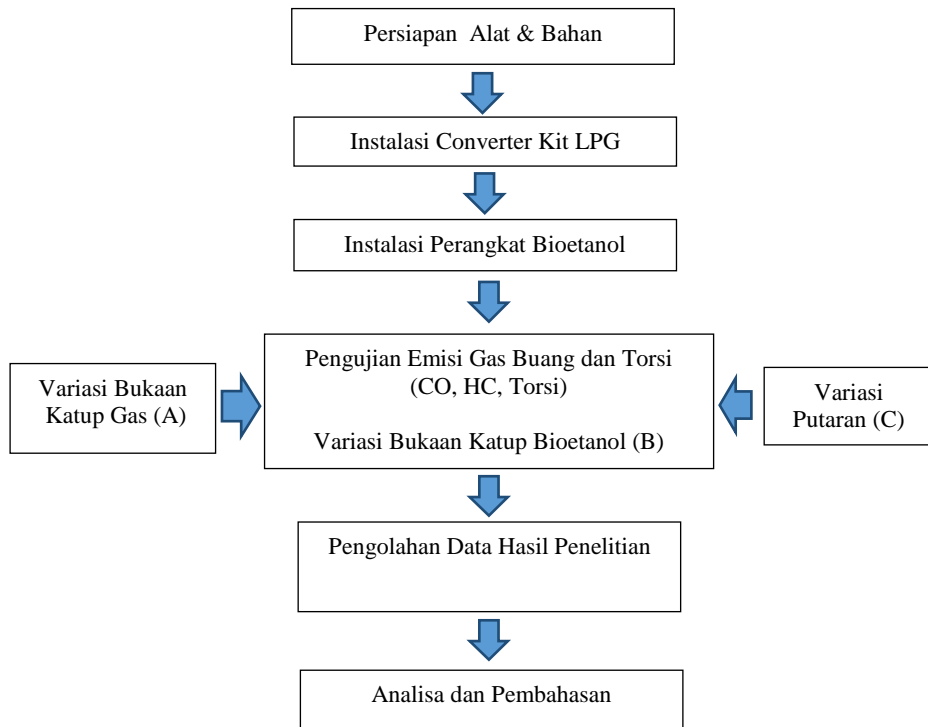 Persiapan Alat & Bahan
Instalasi Converter Kit LPG
Instalasi Perangkat Bioetanol
Variasi Bukaan
Katup Gas (A)
Pengujian Emisi Gas Buang dan Torsi
(CO, HC, Torsi)
Variasi Bukaan Katup Bioetanol (B)
Variasi
Putaran (C)
Pengolahan Data Hasil Penelitian
Analisa dan Pembahasan